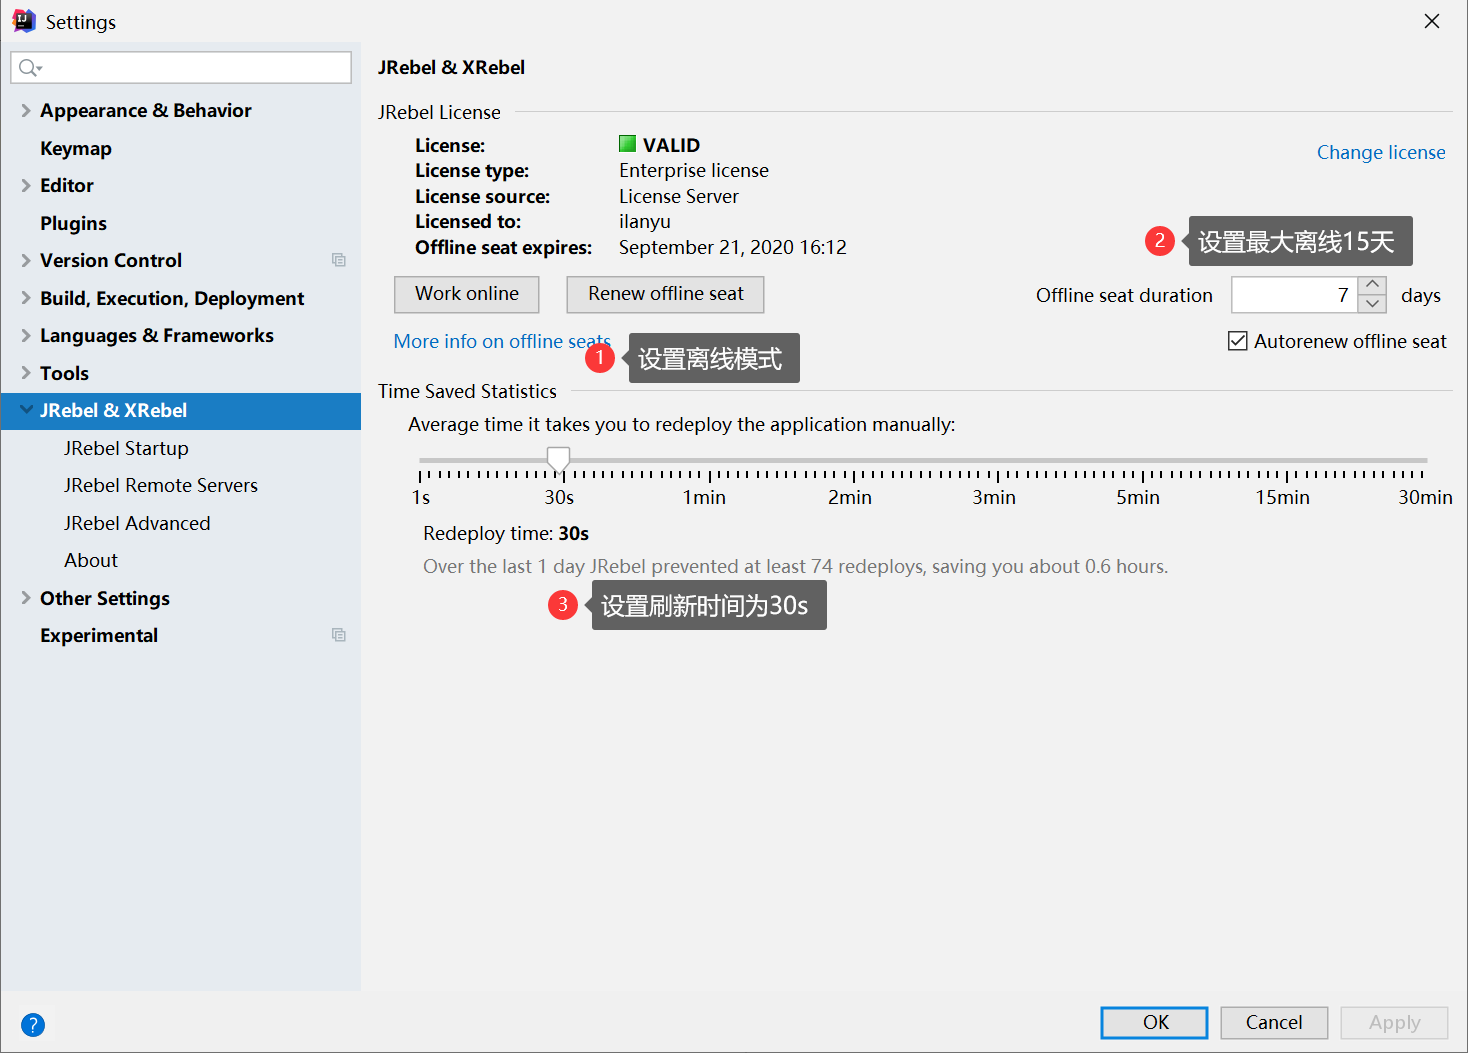 Settings
JRebel & XRebel
Appearance & Behavior
Keymap
Editor
Plugins
Version Control
Build, Execution, Deployment
Languages & Frameworks
Tools
JRebel & XRebel
JRebel Startup
JRebel Remote Servers
JRebel Advanced
About
Other Settings
Experimental
JRebel License
License: VALID
Change license
License type: Enterprise license
License source: License Server
Licensed to: ilanyu
Offline seat expires: September 21, 2020 16:12
2 设置最大离线15天
Work online Renew offline seat Offline seat duration 7 days
More info on offline seats Autorenew offline seat
1 设置离线模式
Time Saved Statistics
Average time it takes you to redeploy the application manually:
1s 30s 1min 2min 3min 5min 15min 30min
Redeploy time: 30s
Over the last 1 day JRebel prevented at least 74 redeploys, saving you about 0.6 hours.
3 设置刷新时间为30s
? OK Cancel Apply